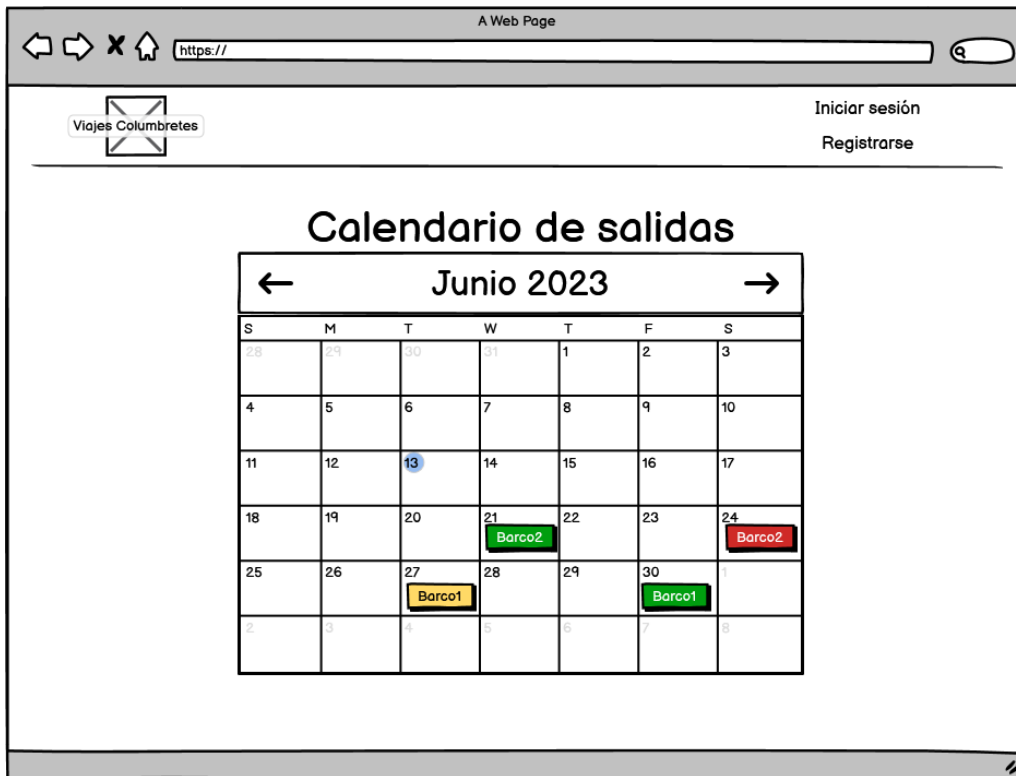 A Web Page
https://
Viajes Columbretes
Iniciar sesión
Registrarse
Calendario de salidas
Junio 2023
S M T W T F S
28 29 30 31 1 2 3
4 5 6 7 8 9 10
11 12 13 14 15 16 17
18 19 20 21 22 23 24
Barco2 Barco2
25 26 27 28 29 30 1
Barco1 Barco1
2 3 4 5 6 7 8